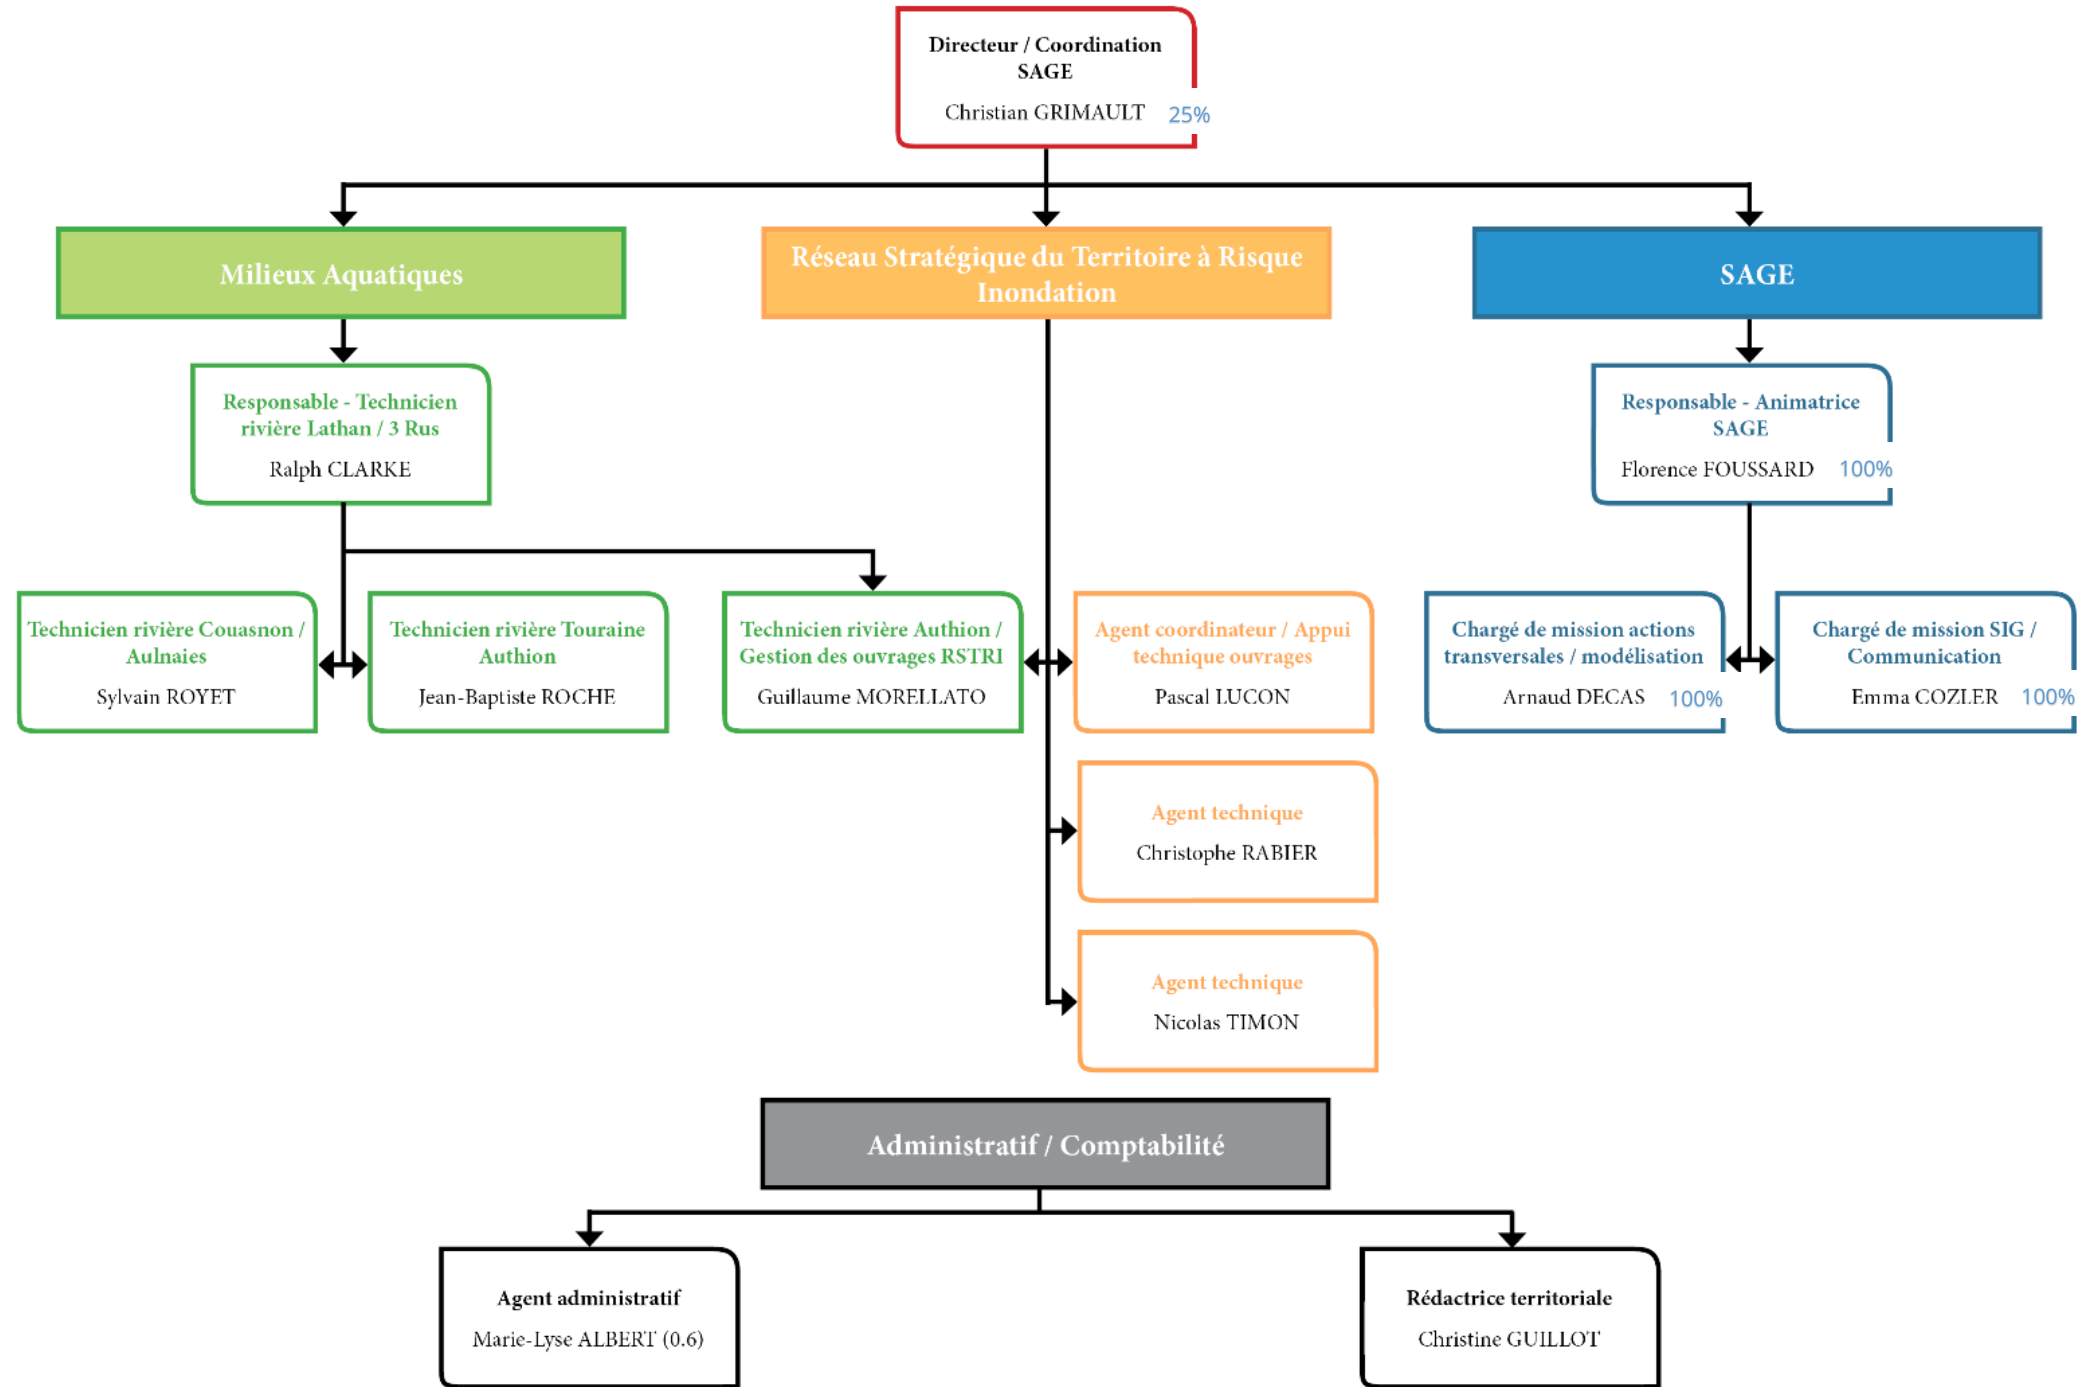 Directeur / Coordination
SAGE
Christian GRIMAULT 25%
Milieux Aquatiques
Réseau Stratégique du Territoire à Risque
Inondation
SAGE
Responsable - Technicien
rivière Lathan / 3 Rus
Ralph CLARKE
Responsable - Animatrice
SAGE
Florence FOUSSARD 100%
Technicien rivière Couasnon /
Aulnaies
Sylvain ROYET
Technicien rivière Touraine
Authion
Jean-Baptiste ROCHE
Technicien rivière Authion /
Gestion des ouvrages RSTRI
Guillaume MORELLATO
Agent coordinateur / Appui
technique ouvrages
Pascal LUCON
Chargé de mission actions
transversales / modélisation
Arnaud DECAS 100%
Chargé de mission SIG /
Communication
Emma COZLER 100%
Agent technique
Christophe RABIER
Agent technique
Nicolas TIMON
Administratif / Comptabilité
Agent administratif
Marie-Lyse ALBERT (0.6)
Rédactrice territoriale
Christine GUILLOT